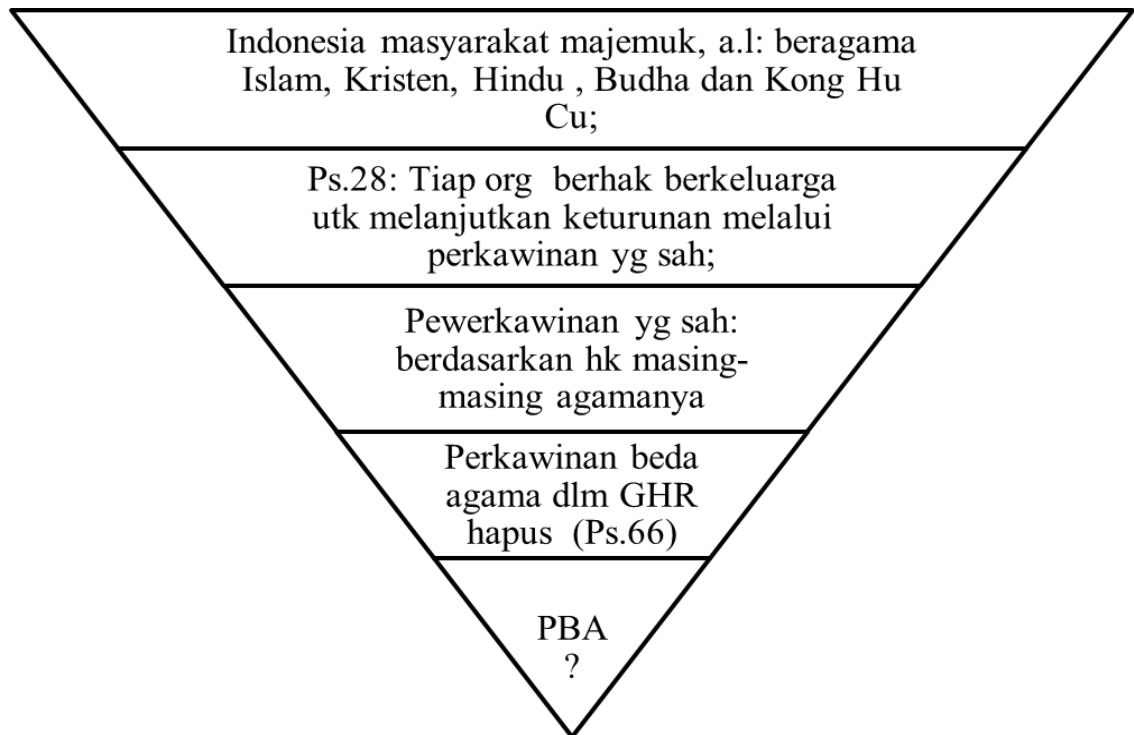 Indonesia masyarakat majemuk, a.l: beragama
Islam, Kristen, Hindu , Budha dan Kong Hu
Cu;
Ps.28: Tiap org berhak berkeluarga
utk melanjutkan keturunan melalui
perkawinan yg sah;
Pewerkawinan yg sah:
berdasarkan hk masing-
masing agamanya
Perkawinan beda
agama dlm GHR
hapus (Ps.66)
PBA
?